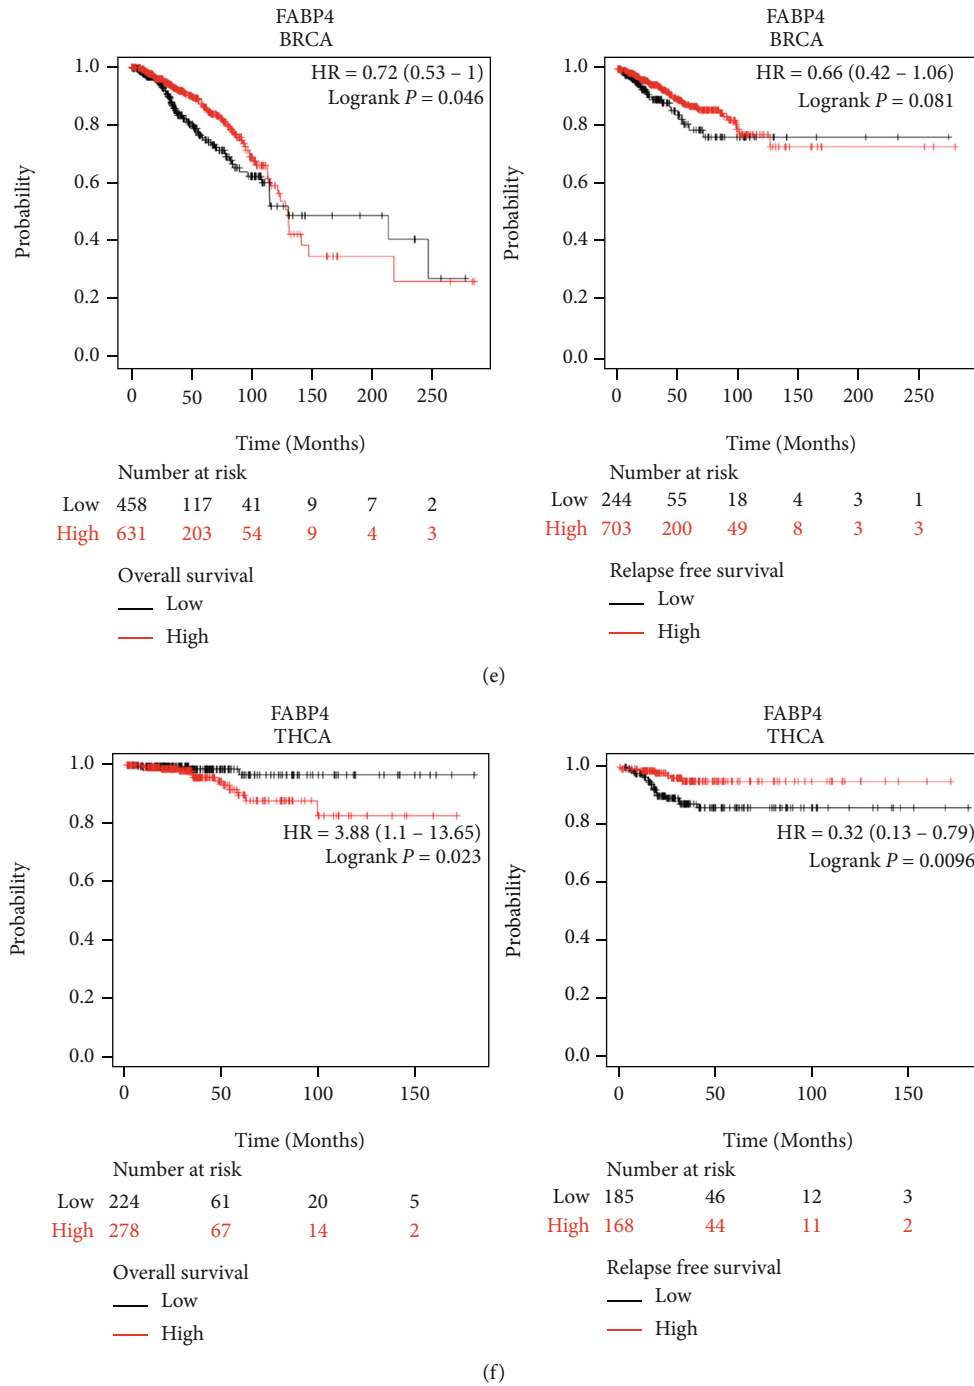 FABP4
BRCA
HR = 0.72 (0.53 – 1)
Logrank P = 0.046
1.0
0.8
0.6
0.4
0.2
0.0
Probability
0 50 100 150 200 250
Time (Months)
Number at risk
Low 458 117 41 9 7 2
High 631 203 54 9 4 3
Overall survival
Low
High
FABP4
BRCA
HR = 0.66 (0.42 – 1.06)
Logrank P = 0.081
1.0
0.8
0.6
0.4
0.2
0.0
Probability
0 50 100 150 200 250
Time (Months)
Number at risk
Low 244 55 18 4 3 1
High 703 200 49 8 3 3
Relapse free survival
Low
High
(e)
FABP4
THCA
1.0
0.8
0.6
0.4
0.2
0.0
Probability
HR = 3.88 (1.1 – 13.65)
Logrank P = 0.023
0 50 100 150
Time (Months)
Number at risk
Low 224 61 20 5
High 278 67 14 2
Overall survival
Low
High
FABP4
THCA
1.0
0.8
0.6
0.4
0.2
0.0
Probability
HR = 0.32 (0.13 – 0.79)
Logrank P = 0.0096
0 50 100 150
Time (Months)
Number at risk
Low 185 46 12 3
High 168 44 11 2
Relapse free survival
Low
High
(f)